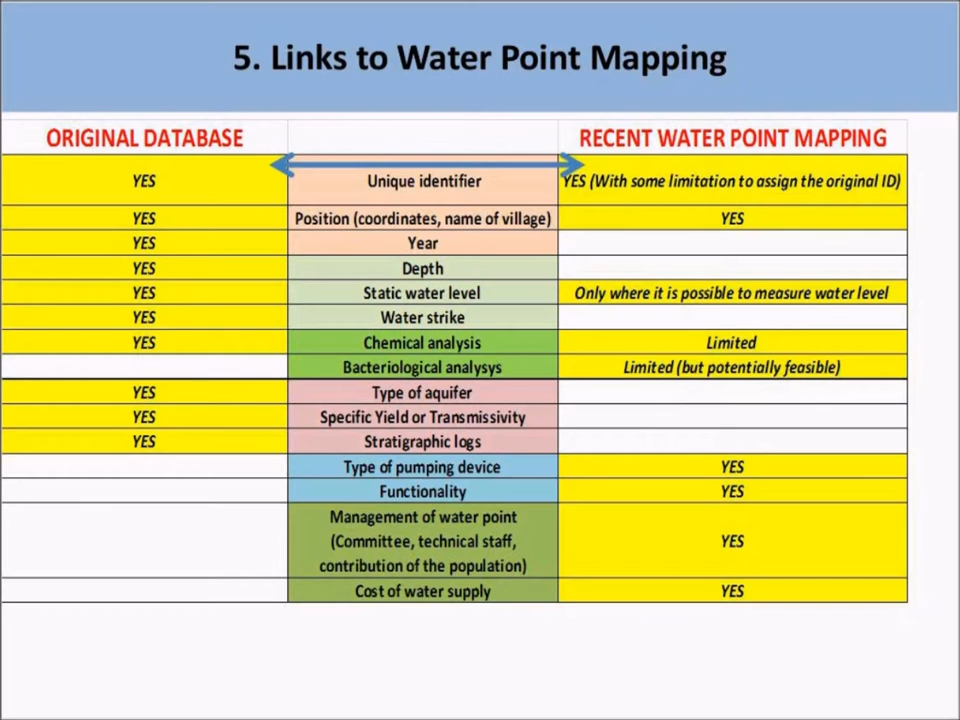 5. Links to Water Point Mapping
ORIGINAL DATABASE RECENT WATER POINT MAPPING
YES Unique identifier YES (With some limitation to assign the original ID)
YES Position (coordinates, name of village) YES
YES Year
YES Depth
YES Static water level Only where it is possible to measure water level
YES Water strike
YES Chemical analysis Limited
Bacteriological analysys Limited (but potentially feasible)
YES Type of aquifer
YES Specific Yield or Transmissivity
YES Stratigraphic logs
Type of pumping device YES
Functionality YES
Management of water point
(Committee, technical staff, YES
contribution of the population)
Cost of water supply YES